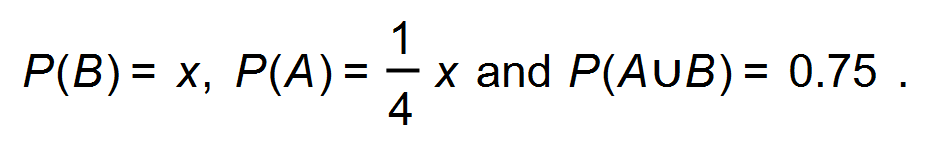 P(B) = x, P(A) = 1/4 x and P(A∪B) = 0.75 .